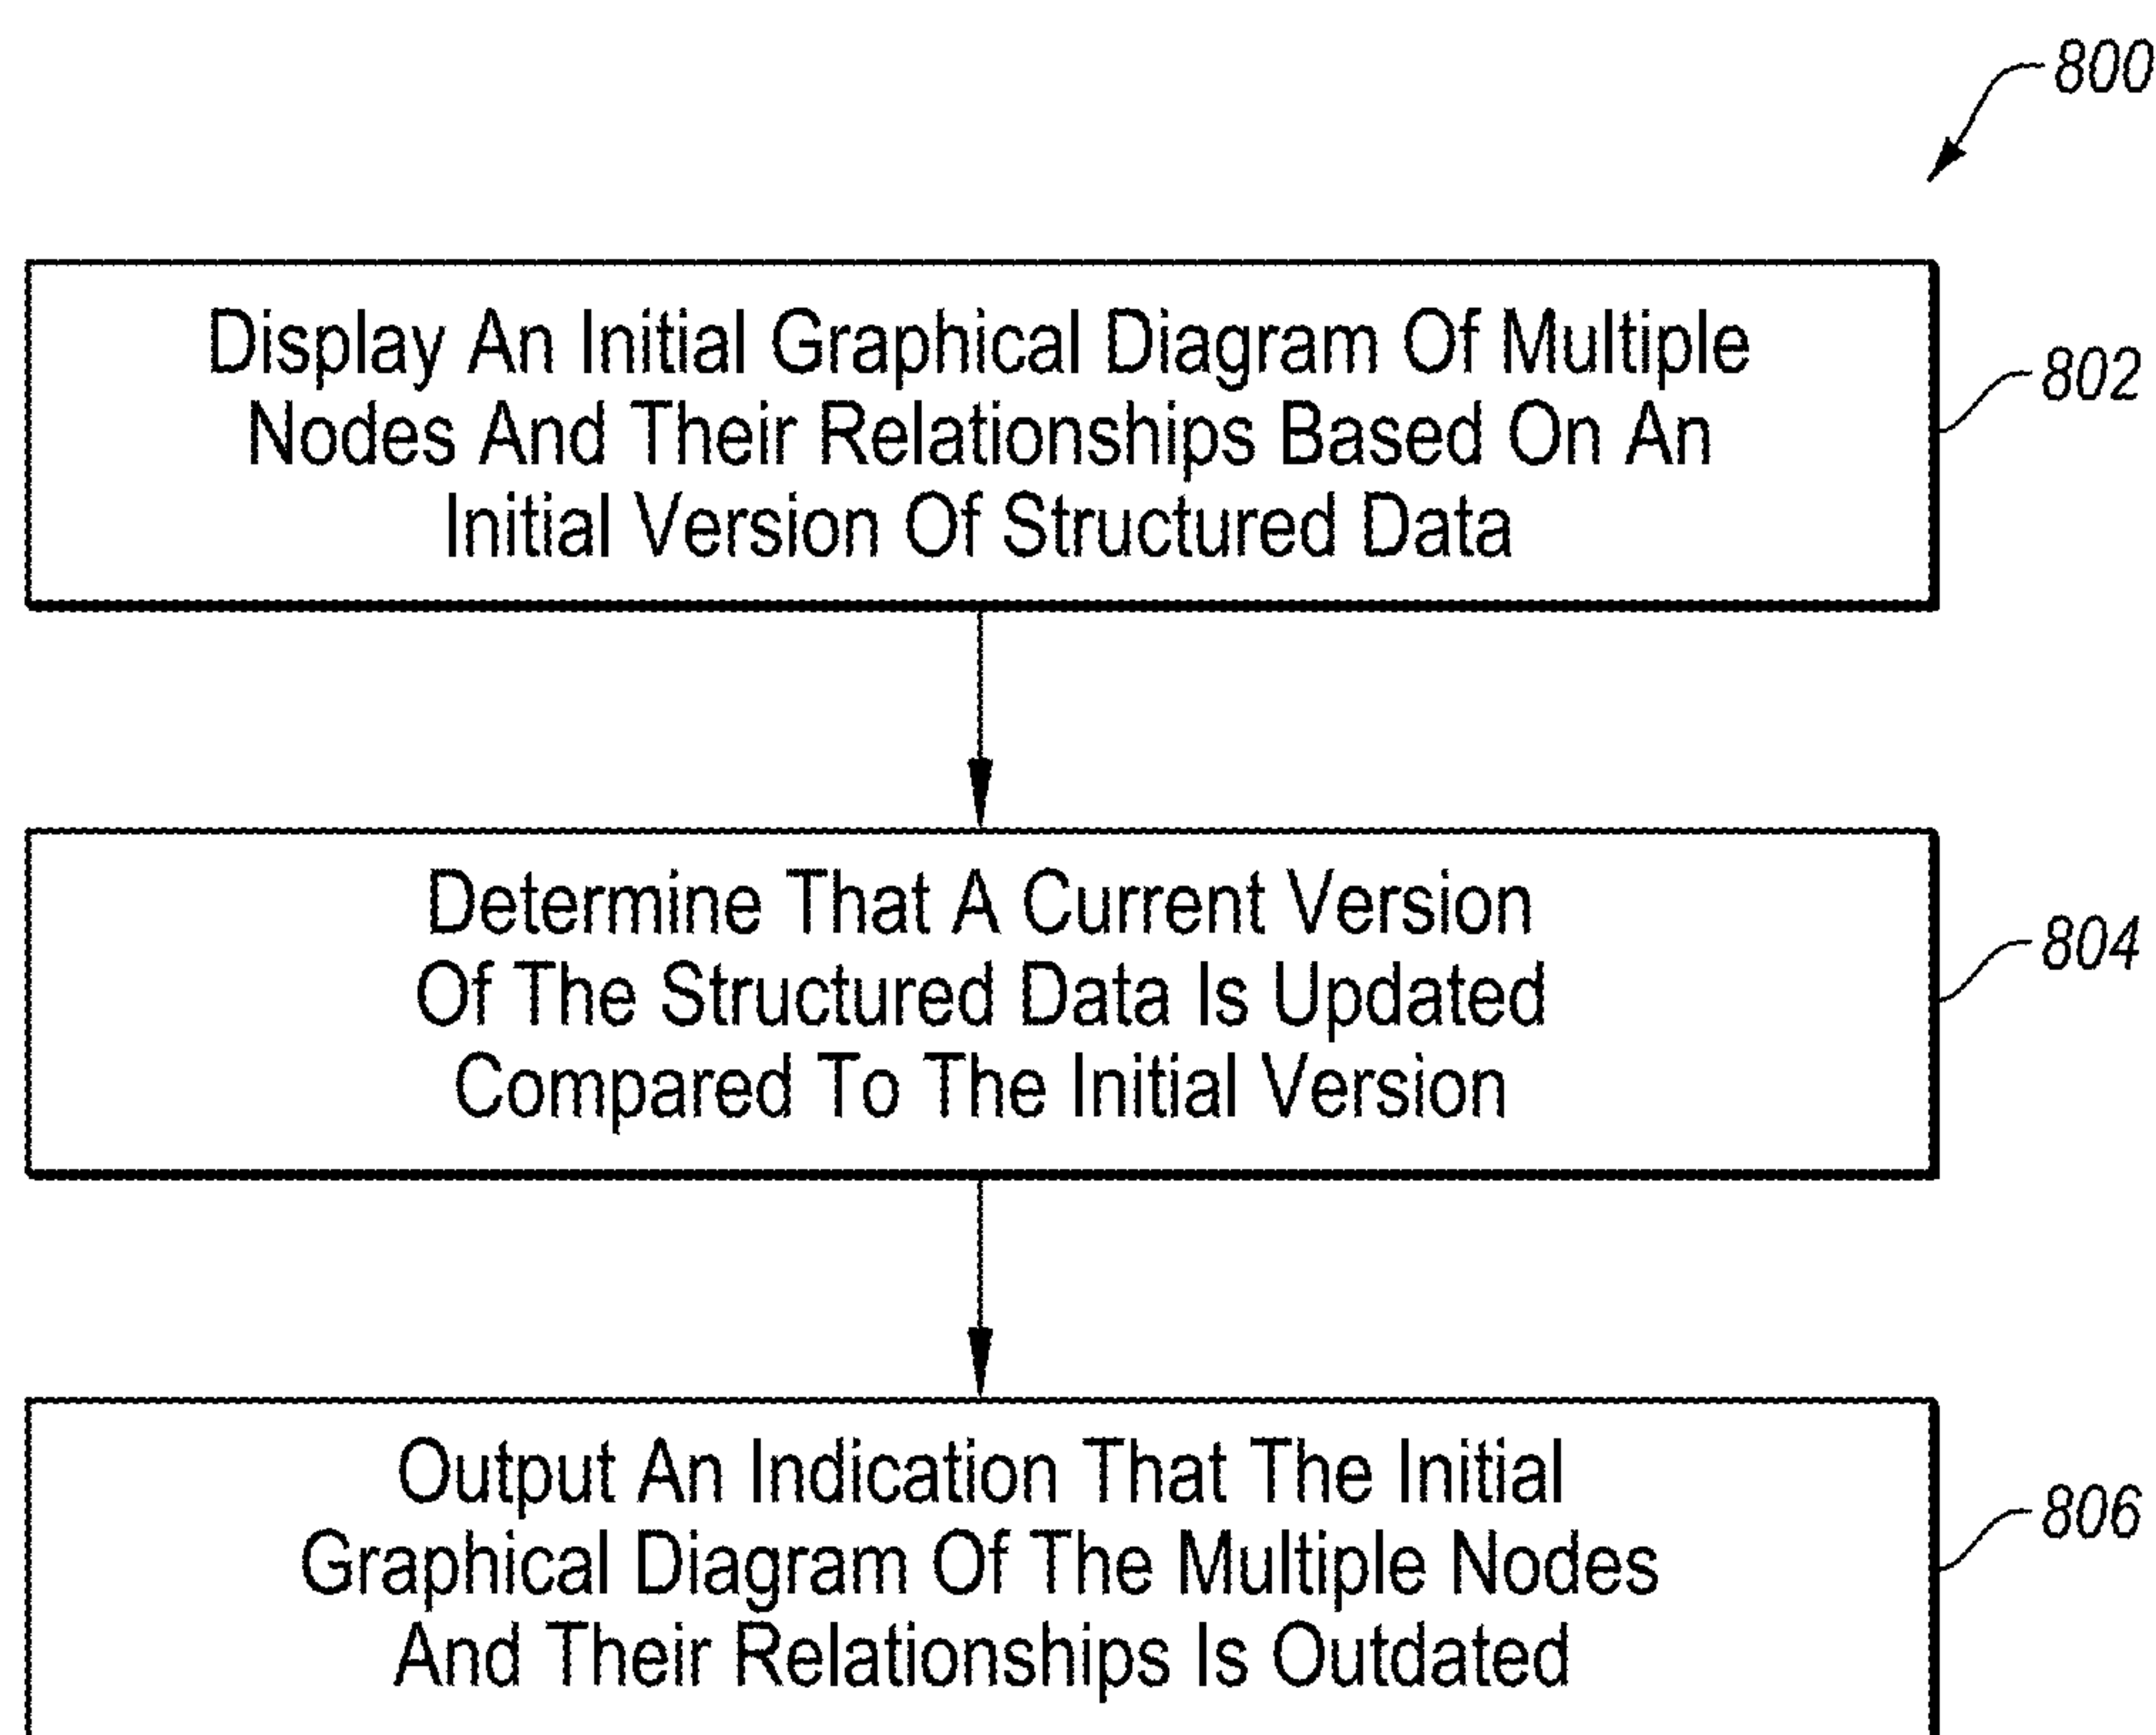 800
Display An Initial Graphical Diagram Of Multiple
Nodes And Their Relationships Based On An
Initial Version Of Structured Data
802
Determine That A Current Version
Of The Structured Data Is Updated
Compared To The Initial Version
804
Output An Indication That The Initial
Graphical Diagram Of The Multiple Nodes
And Their Relationships Is Outdated
806